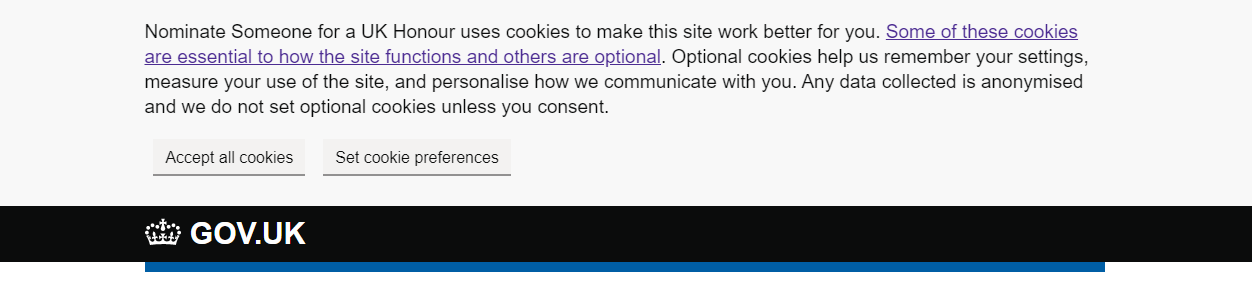 Nominate Someone for a UK Honour uses cookies to make this site work better for you. Some of these cookies
are essential to how the site functions and others are optional. Optional cookies help us remember your settings,
measure your use of the site, and personalise how we communicate with you. Any data collected is anonymised
and we do not set optional cookies unless you consent.
Accept all cookies Set cookie preferences
GOV.UK